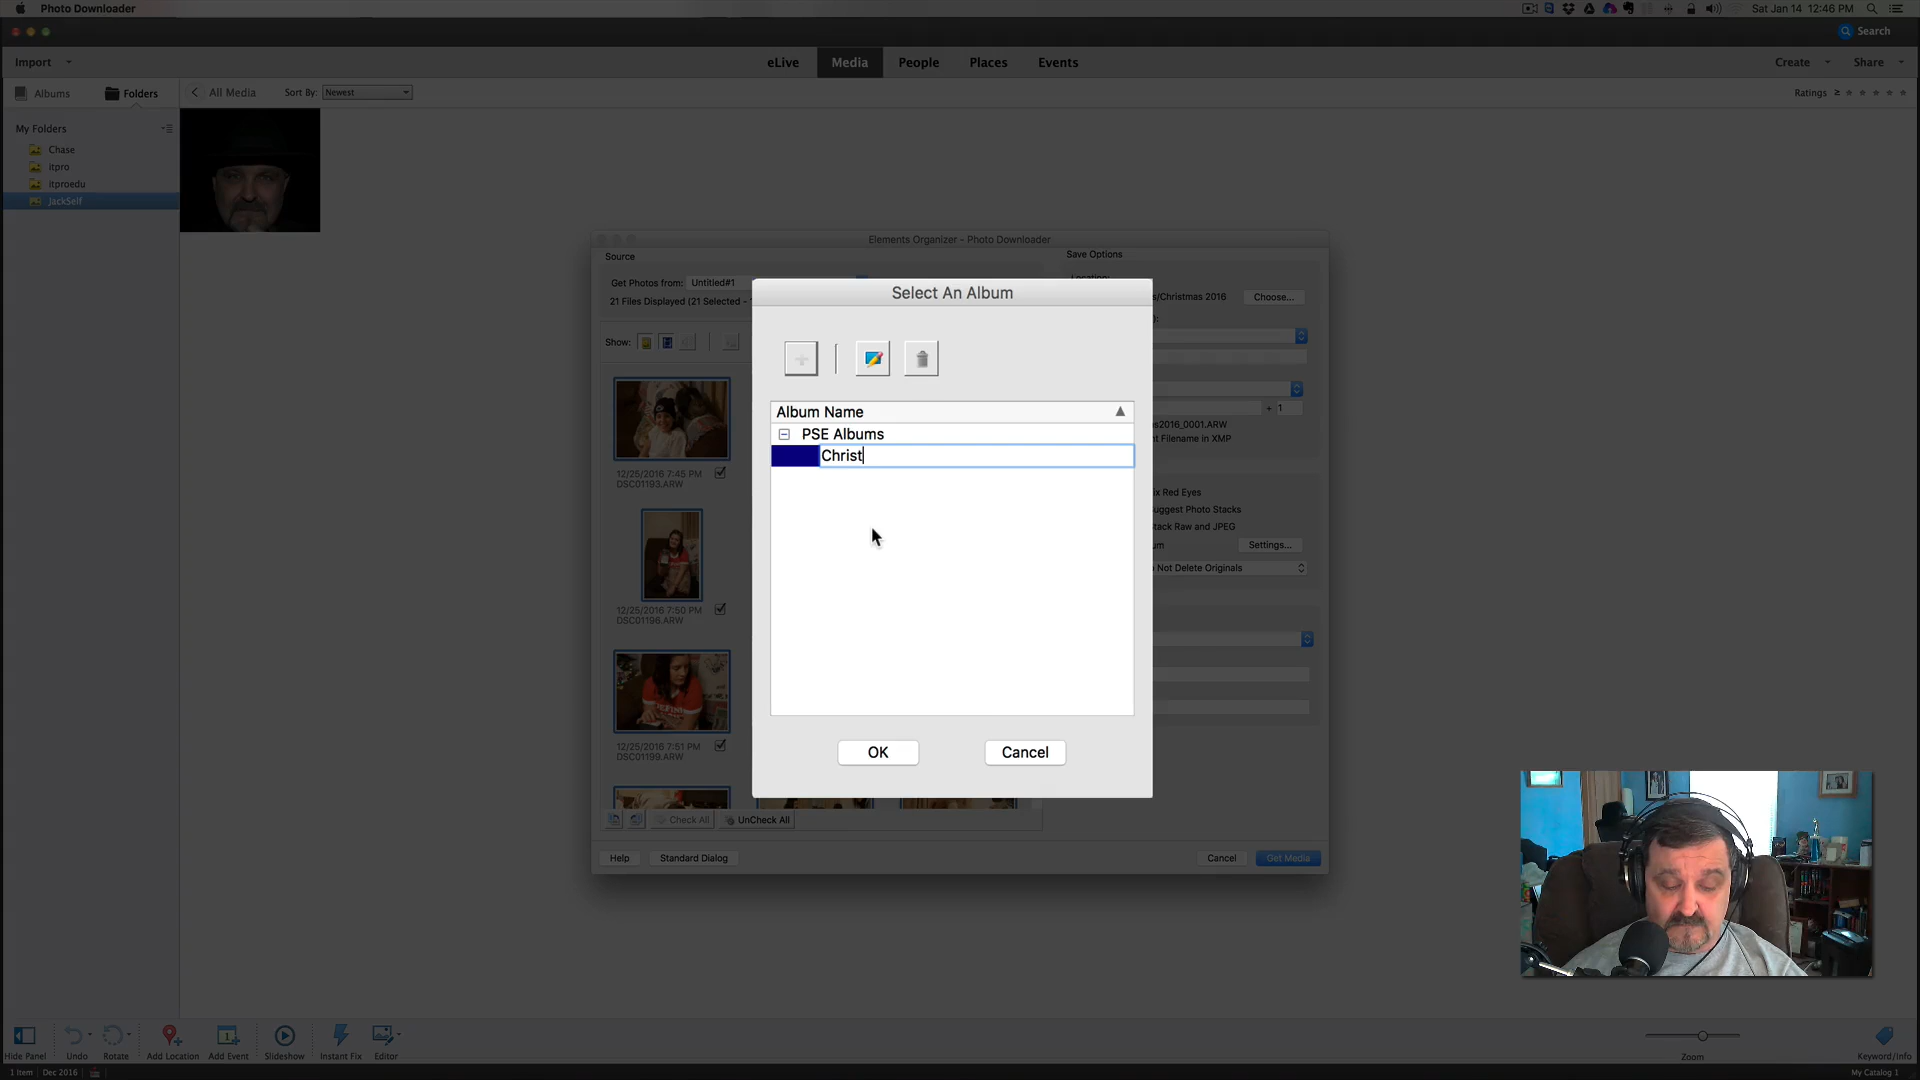 Photo Downloader
Sat Jan 14 12:46 PM
Search
Import
eLive
Media
People
Places
Events
Create
Share
Albums
Folders
All Media
Sort By: Newest
Ratings ≥
My Folders
Chase
itpro
itproedu
JackSelf
Elements Organizer - Photo Downloader
Source
Save Options
Get Photos from: Untitled#1
21 Files Displayed (21 Selected -
s/Christmas 2016
Choose...
):
Show:
+ 1
as2016_0001.ARW
nt Filename in XMP
12/25/2016 7:45 PM
DSC01193.ARW
ix Red Eyes
uggest Photo Stacks
tack Raw and JPEG
um
Settings...
Not Delete Originals
12/25/2016 7:50 PM
DSC01196.ARW
12/25/2016 7:51 PM
DSC01199.ARW
Check All
UnCheck All
Help
Standard Dialog
Cancel
Get Media
Select An Album
Album Name
PSE Albums
Christ
OK
Cancel
Hide Panel
Undo
Rotate
Add Location
Add Event
Slideshow
Instant Fix
Editor
Zoom
Keyword/Info
1 Item
Dec 2016
My Catalog 1